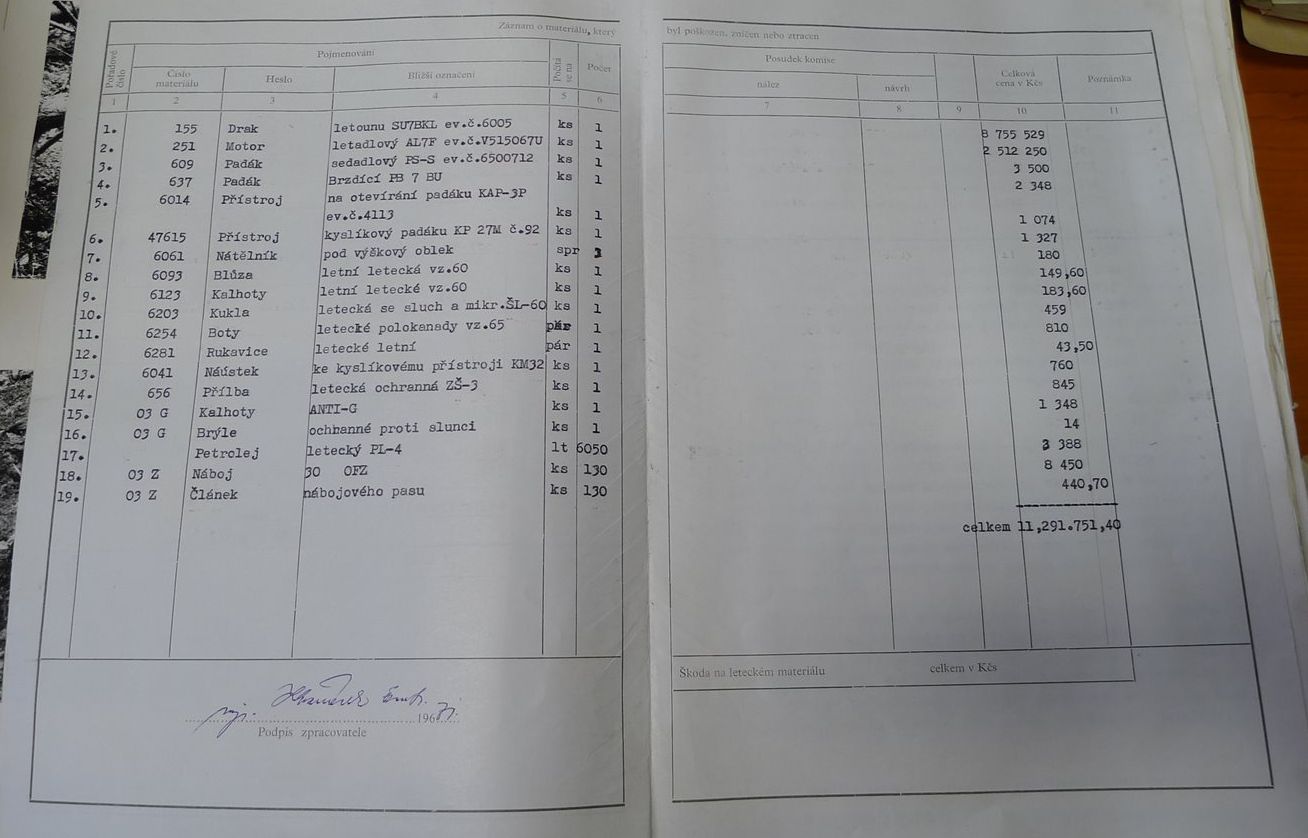 Záznam o materiálu, který byl poškozen, zničen nebo ztracen
Pořadové číslo
Pojmenování
Počítá se na
Počet
Číslo materiálu
Heslo
Bližší označení
1 2 3 4 5 6
Posudek komise
nález
návrh
Celková cena v Kčs
Poznámka
7 8 9 10 11
1. 155 Drak letounu SU7BKL ev.č.6005 ks 1 8 755 529
2. 251 Motor letadlový AL7F ev.č.V515067U ks 1 2 512 250
3. 609 Padák sedadlový PS-S ev.č.6500712 ks 1 3 500
4. 637 Padák Brzdící PB 7 BU ks 1 2 348
5. 6014 Přístroj na otevírání padáku KAP-3P
ev.č.4113 ks 1 1 074
6. 47615 Přístroj kyslíkový padáku KP 27M č.92 ks 1 1 327
7. 6061 Nátělník pod výškový oblek spr 180
8. 6093 Blůza letní letecká vz.60 ks 1 149,60
9. 6123 Kalhoty letní letecké vz.60 ks 1 183,60
10. 6203 Kukla letecká se sluch a mikr.ŠL-60 ks 1 459
11. 6254 Boty letecké polokanady vz.65 pár 1 810
12. 6281 Rukavice letecké letní pár 1 43,50
13. 6041 Náústek ke kyslíkovému přístroji KM32 ks 1 760
14. 656 Přílba letecká ochranná ZŠ-3 ks 1 845
15. 03 G Kalhoty ANTI-G ks 1 1 348
16. 03 G Brýle ochranné proti slunci ks 1 14
17. Petrolej letecký PL-4 lt 6050 3 388
18. 03 Z Náboj 30 OFZ ks 130 8 450
19. 03 Z Článek nábojového pasu ks 130 440,70
celkem 11,291.751,40
Škoda na leteckém materiálu celkem v Kčs
mjr. 196
Podpis zpracovatele